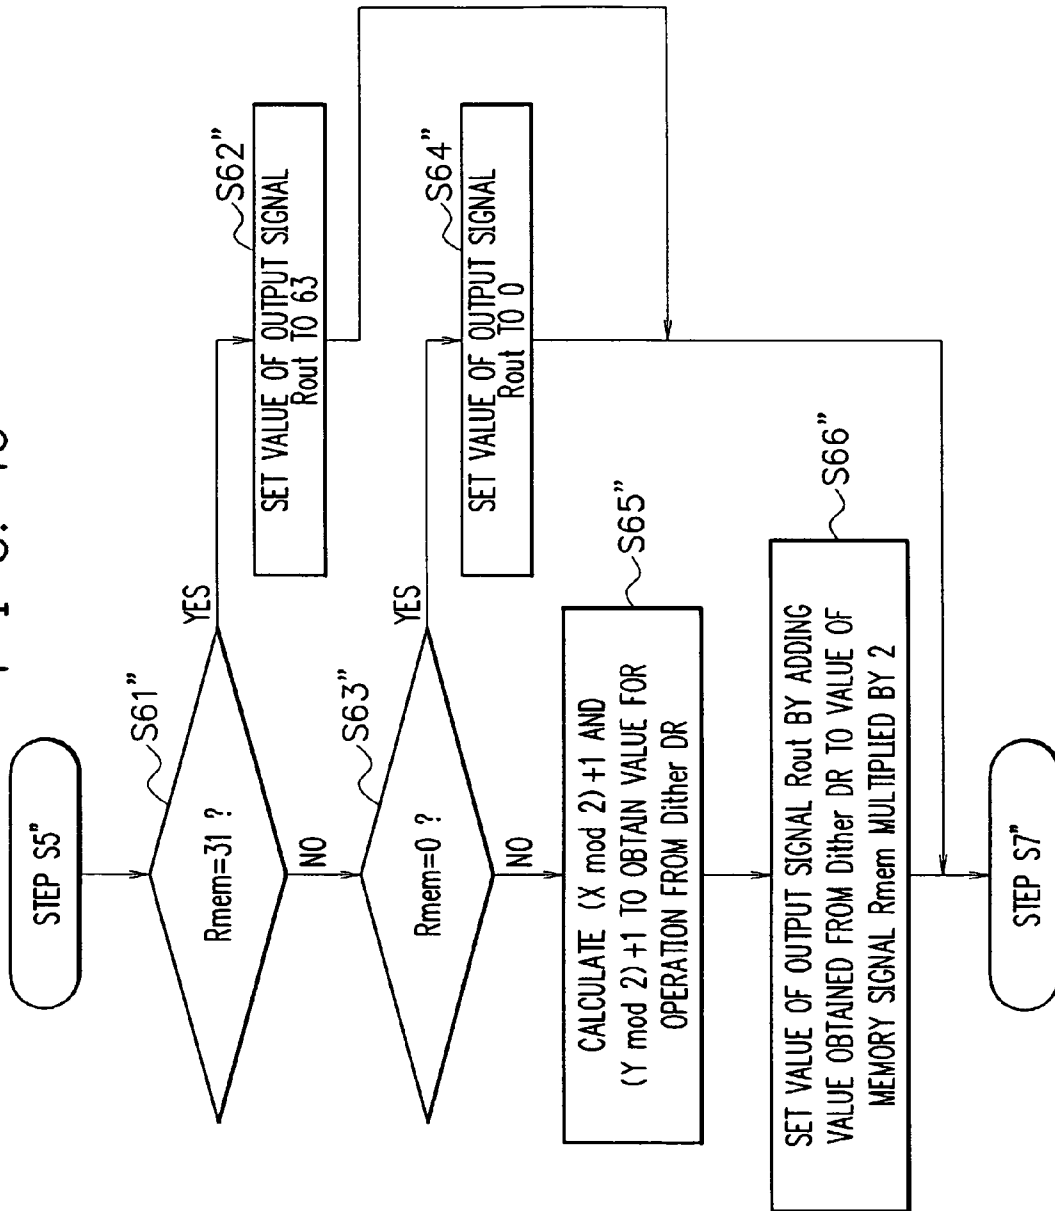 STEP S5"
S61"
Rmem=31 ?
YES
NO
S62"
SET VALUE OF OUTPUT SIGNAL
Rout TO 63
S63"
Rmem=0 ?
YES
NO
S64"
SET VALUE OF OUTPUT SIGNAL
Rout TO 0
S65"
CALCULATE (X mod 2)+1 AND
(Y mod 2)+1 TO OBTAIN VALUE FOR
OPERATION FROM Dither DR
S66"
SET VALUE OF OUTPUT SIGNAL Rout BY ADDING
VALUE OBTAINED FROM Dither DR TO VALUE OF
MEMORY SIGNAL Rmem MULTIPLIED BY 2
STEP S7"